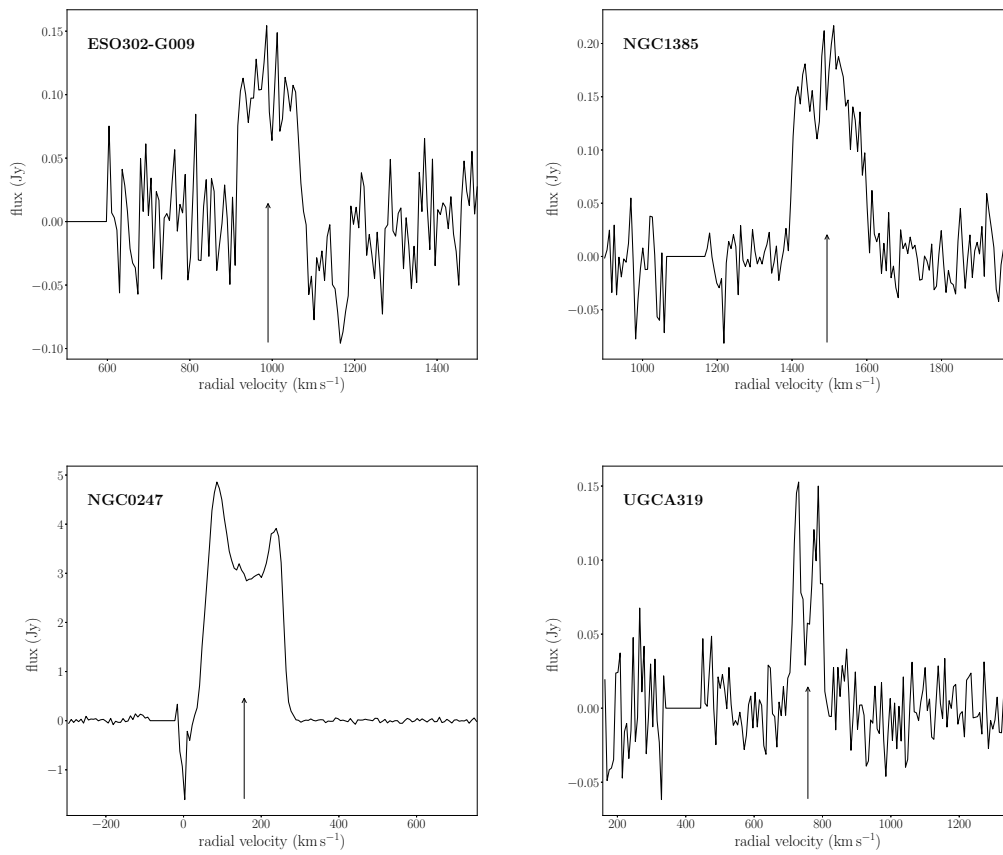 ESO302-G009
flux (Jy)
0.15
0.10
0.05
0.00
−0.05
−0.10
600 800 1000 1200 1400
radial velocity (km s⁻¹)
NGC1385
flux (Jy)
0.20
0.15
0.10
0.05
0.00
−0.05
1000 1200 1400 1600 1800
radial velocity (km s⁻¹)
NGC0247
flux (Jy)
5
4
3
2
1
0
−1
−200 0 200 400 600
radial velocity (km s⁻¹)
UGCA319
flux (Jy)
0.15
0.10
0.05
0.00
−0.05
200 400 600 800 1000 1200
radial velocity (km s⁻¹)